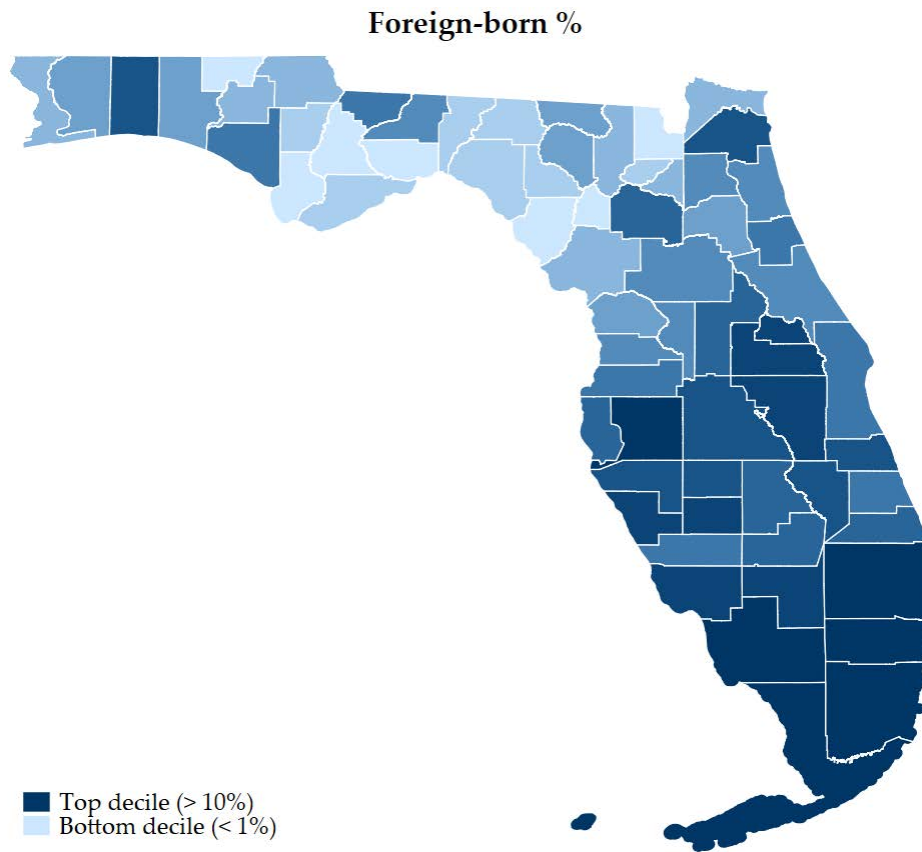 Foreign-born %
Top decile (> 10%)
Bottom decile (< 1%)